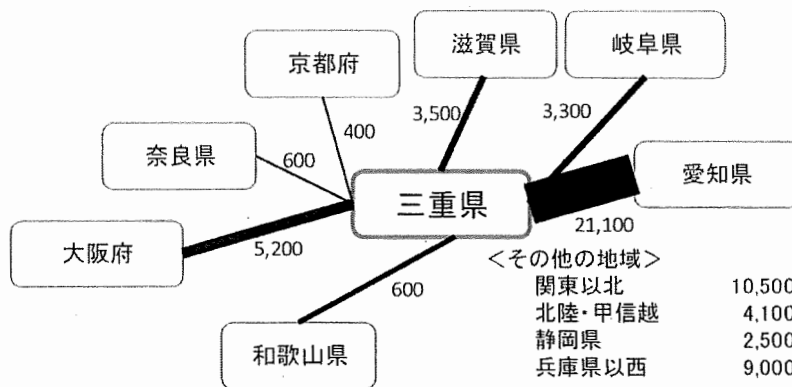 滋賀県
岐阜県
京都府
3,500
3,300
400
奈良県
600
三重県
愛知県
21,100
大阪府
5,200
600
和歌山県
<その他の地域>
関東以北 10,500
北陸・甲信越 4,100
静岡県 2,500
兵庫県以西 9,000